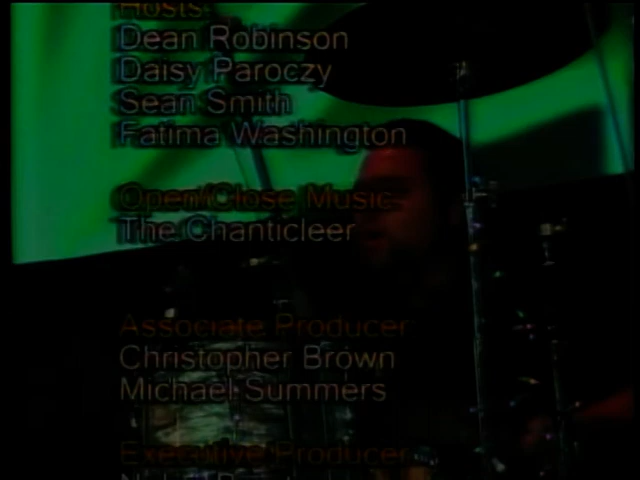 Hosts
Dean Robinson
Daisy Paroczy
Sean Smith
Fatima Washington
Open/Close Music
The Chanticleer
Associate Producer
Christopher Brown
Michael Summers
Executive Producer